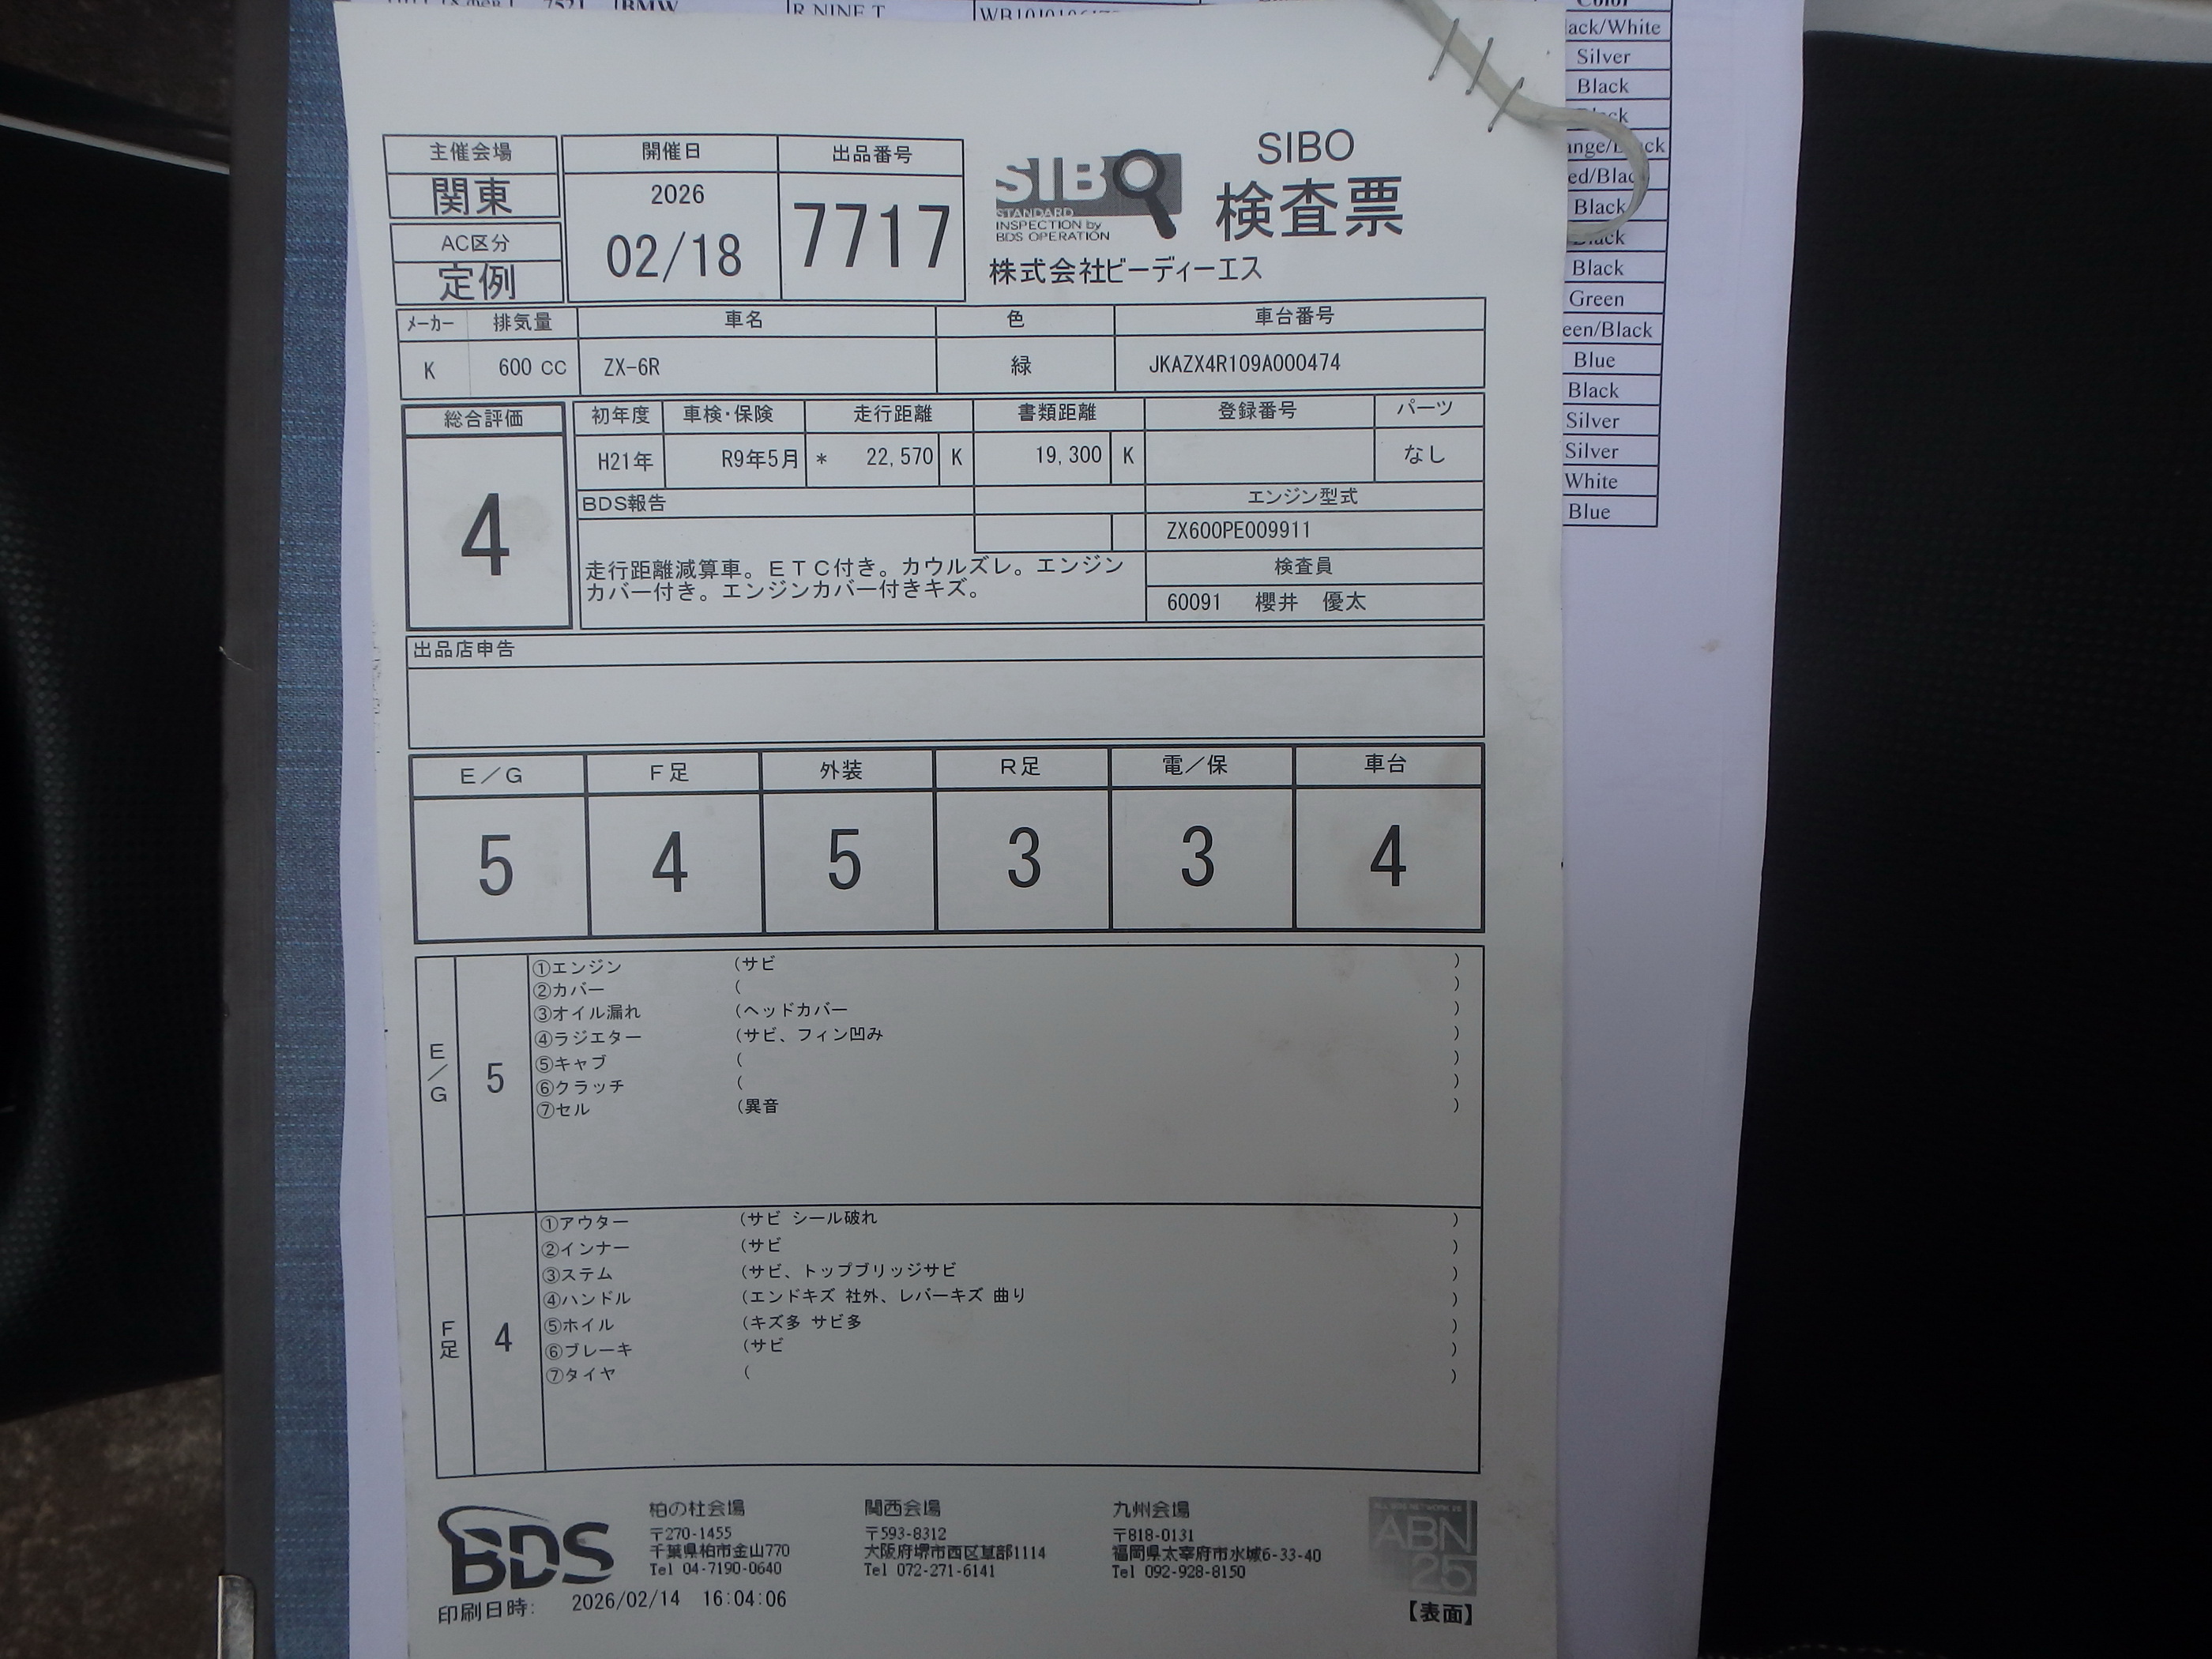 7521 BMW R NINE T
Color
ack/White
Silver
Black
ck
ange/B ck
ed/Blac
Black
Black
Black
Green
een/Black
Blue
Black
Silver
Silver
White
Blue
主催会場 開催日 出品番号
関東 2026 02/18 7717
AC区分
定例
SIBO
STANDARD
INSPECTION by
BDS OPERATION
SIBO
検査票
株式会社ビーディーエス
メーカー 排気量 車名 色 車台番号
K 600 CC ZX-6R 緑 JKAZX4R109A000474
総合評価 初年度 車検・保険 走行距離 書類距離 登録番号 パーツ
4 H21年 R9年5月 * 22,570 K 19,300 K なし
BDS報告 エンジン型式
ZX600PE009911
走行距離減算車。ETC付き。カウルズレ。エンジン
カバー付き。エンジンカバー付きキズ。
検査員
60091 櫻井 優太
出品店申告
E/G F足 外装 R足 電/保 車台
5 4 5 3 3 4
E/G 5
①エンジン (サビ )
②カバー ( )
③オイル漏れ (ヘッドカバー )
④ラジエター (サビ、フィン凹み )
⑤キャブ ( )
⑥クラッチ ( )
⑦セル (異音 )
F足 4
①アウター (サビ シール破れ )
②インナー (サビ )
③ステム (サビ、トップブリッジサビ )
④ハンドル (エンドキズ 社外、レバーキズ 曲り )
⑤ホイル (キズ多 サビ多 )
⑥ブレーキ (サビ )
⑦タイヤ ( )
BDS
柏の杜会場
〒270-1455
千葉県柏市金山770
Tel 04-7190-0640
関西会場
〒593-8312
大阪府堺市西区草部1114
Tel 072-271-6141
九州会場
〒818-0131
福岡県太宰府市水城6-33-40
Tel 092-928-8150
ABN
25
印刷日時: 2026/02/14 16:04:06
【表面】